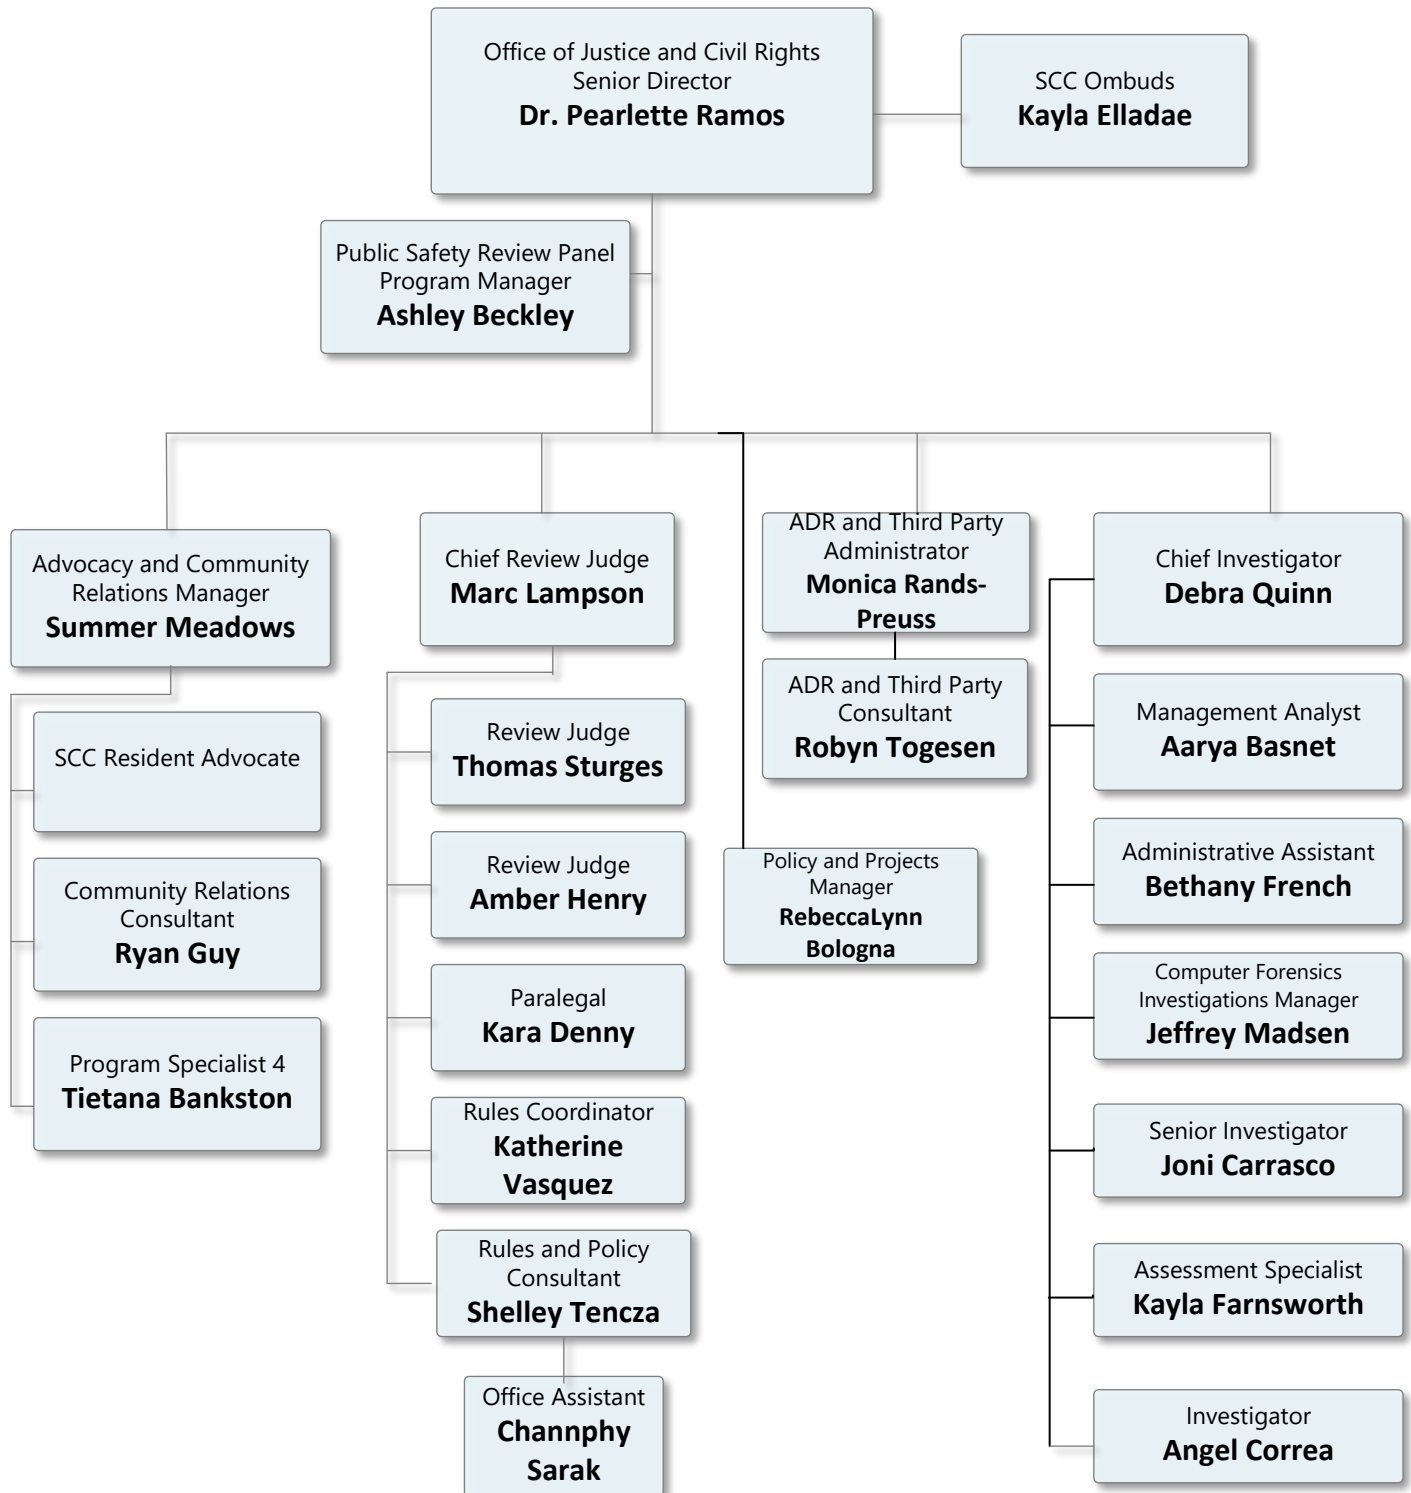 Office of Justice and Civil Rights
Senior Director
Dr. Pearlette Ramos
SCC Ombuds
Kayla Elladae
Public Safety Review Panel
Program Manager
Ashley Beckley
Advocacy and Community
Relations Manager
Summer Meadows
SCC Resident Advocate
Community Relations
Consultant
Ryan Guy
Program Specialist 4
Tietana Bankston
Chief Review Judge
Marc Lampson
Review Judge
Thomas Sturges
Review Judge
Amber Henry
Paralegal
Kara Denny
Rules Coordinator
Katherine
Vasquez
Rules and Policy
Consultant
Shelley Tencza
Office Assistant
Channphy
Sarak
Policy and Projects
Manager
RebeccaLynn
Bologna
ADR and Third Party
Administrator
Monica Rands-
Preuss
ADR and Third Party
Consultant
Robyn Togesen
Chief Investigator
Debra Quinn
Management Analyst
Aarya Basnet
Administrative Assistant
Bethany French
Computer Forensics
Investigations Manager
Jeffrey Madsen
Senior Investigator
Joni Carrasco
Assessment Specialist
Kayla Farnsworth
Investigator
Angel Correa